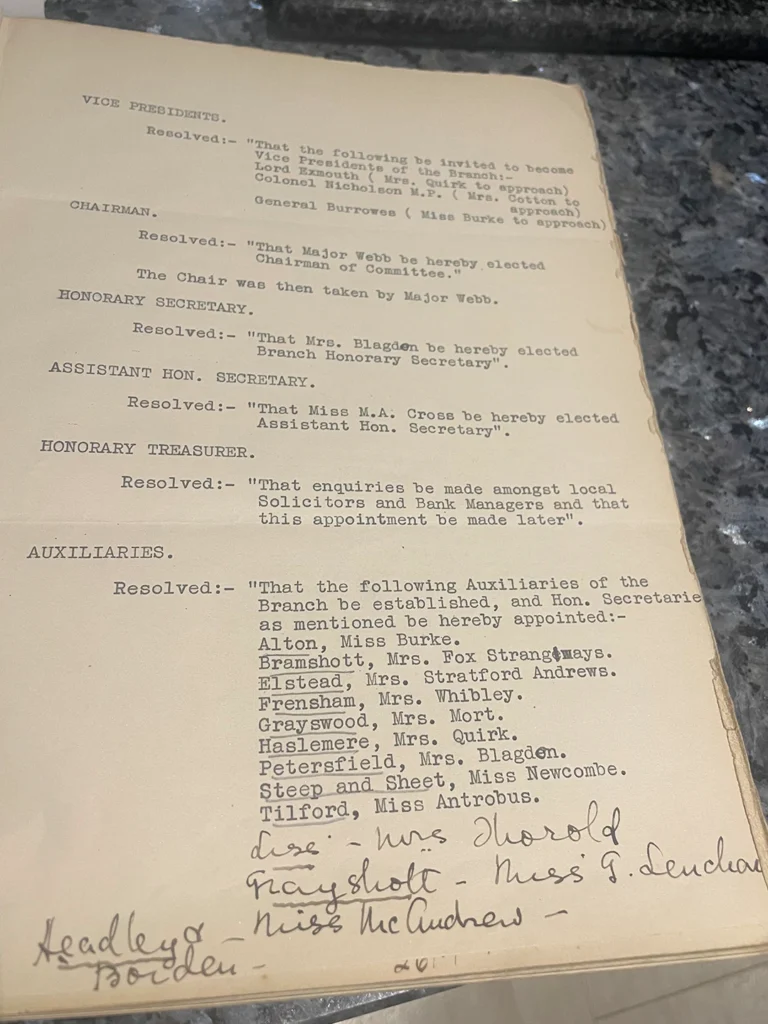 VICE PRESIDENTS.
Resolved:- "That the following be invited to become
Vice Presidents of the Branch:-
Lord Exmouth ( Mrs. Quirk to approach)
Colonel Nicholson M.P. ( Mrs. Cotton to
approach)
General Burrowes ( Miss Burke to approach)
CHAIRMAN.
Resolved:- "That Major Webb be hereby elected
Chairman of Committee."
The Chair was then taken by Major Webb.
HONORARY SECRETARY.
Resolved:- "That Mrs. Blagden be hereby elected
Branch Honorary Secretary".
ASSISTANT HON. SECRETARY.
Resolved:- "That Miss M.A. Cross be hereby elected
Assistant Hon. Secretary".
HONORARY TREASURER.
Resolved:- "That enquiries be made amongst local
Solicitors and Bank Managers and that
this appointment be made later".
AUXILIARIES.
Resolved:- "That the following Auxiliaries of the
Branch be established, and Hon. Secretarie
as mentioned be hereby appointed:-
Alton, Miss Burke.
Bramshott, Mrs. Fox Strangways.
Elstead, Mrs. Stratford Andrews.
Frensham, Mrs. Whibley.
Grayswood, Mrs. Mort.
Haslemere, Mrs. Quirk.
Petersfield, Mrs. Blagden.
Steep and Sheet, Miss Newcombe.
Tilford, Miss Antrobus.
Liss - Mrs Thorold
Grayshott - Miss G.
Headley & - Miss McAndrew -
Borden -